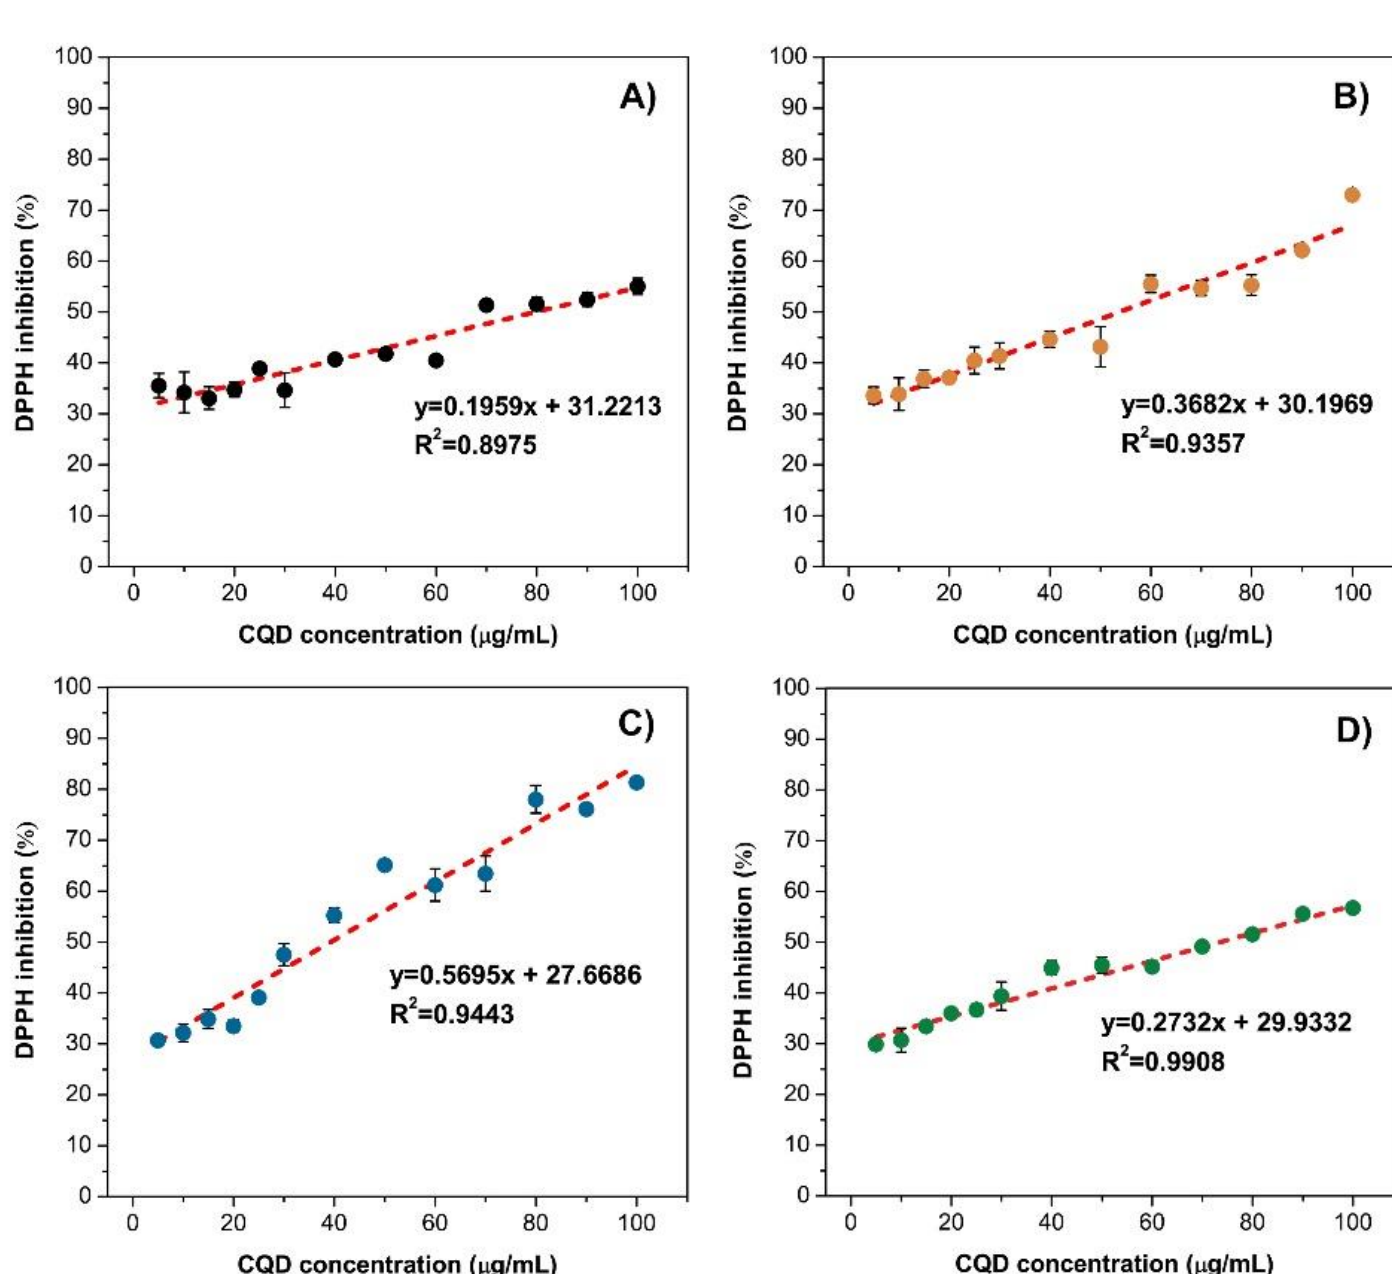 A)
100
90
80
70
60
50
40
30
20
10
0
DPPH inhibition (%)
y=0.1959x + 31.2213
R²=0.8975
0 20 40 60 80 100
CQD concentration (μg/mL)
B)
100
90
80
70
60
50
40
30
20
10
0
DPPH inhibition (%)
y=0.3682x + 30.1969
R²=0.9357
0 20 40 60 80 100
CQD concentration (μg/mL)
C)
100
90
80
70
60
50
40
30
20
10
0
DPPH inhibition (%)
y=0.5695x + 27.6686
R²=0.9443
0 20 40 60 80 100
CQD concentration (μg/mL)
D)
100
90
80
70
60
50
40
30
20
10
0
DPPH inhibition (%)
y=0.2732x + 29.9332
R²=0.9908
0 20 40 60 80 100
CQD concentration (μg/mL)